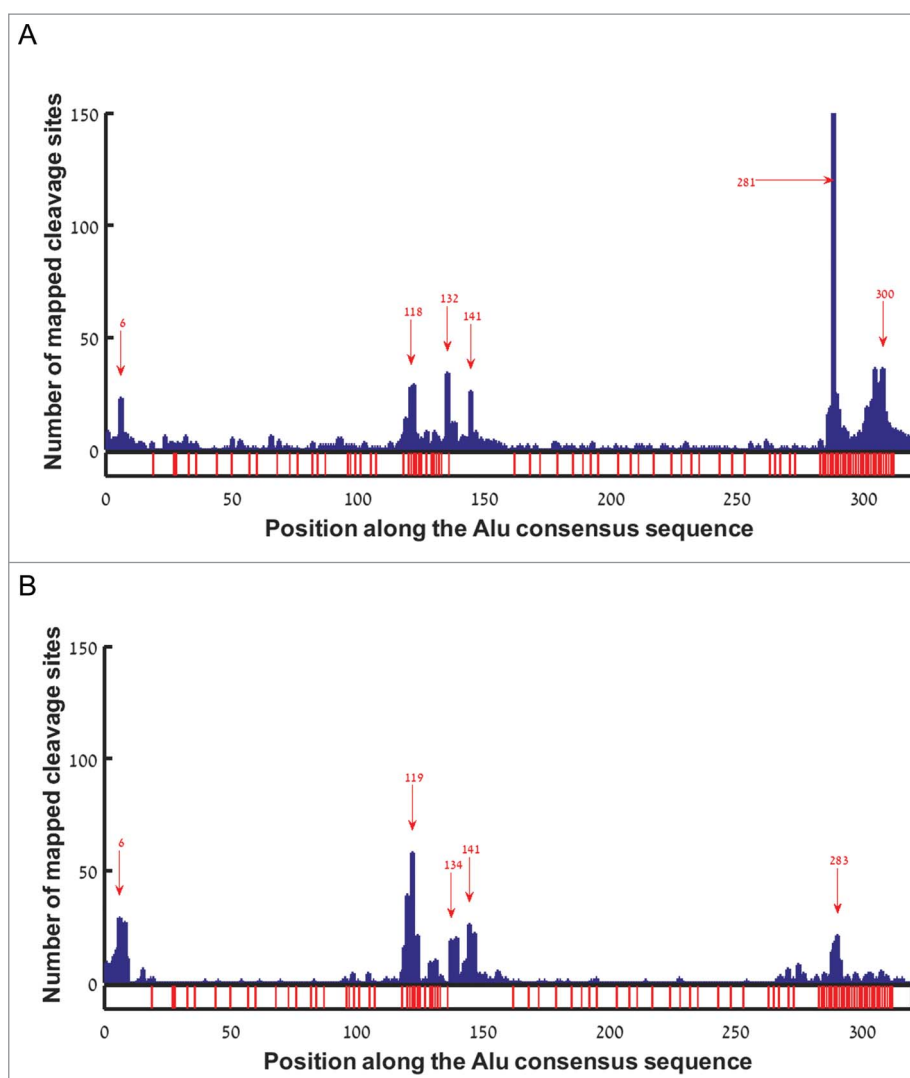 A
Number of mapped cleavage sites
150
100
50
0
6
118
132
141
281
300
0 50 100 150 200 250 300
Position along the Alu consensus sequence
B
Number of mapped cleavage sites
150
100
50
0
6
119
134
141
283
0 50 100 150 200 250 300
Position along the Alu consensus sequence